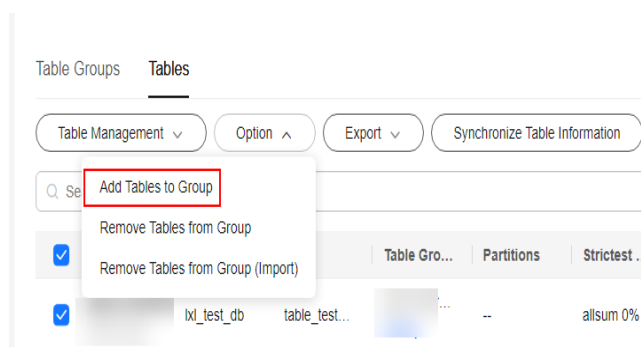 Table Groups Tables
Table Management Option Export Synchronize Table Information
Se
Add Tables to Group
Remove Tables from Group
Remove Tables from Group (Import)
Table Gro... Partitions Strictest ..
lxl_test_db table_test... ... -- allsum 0%